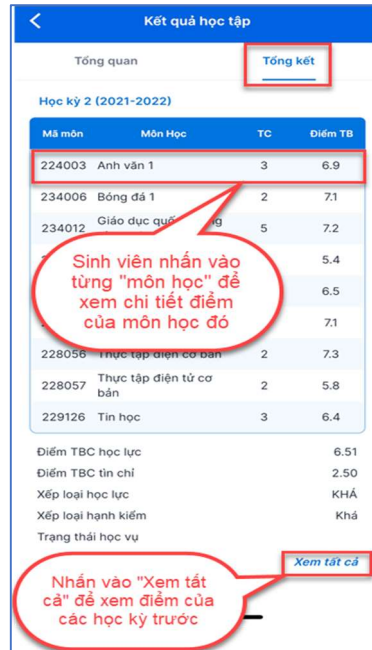 Kết quả học tập
Tổng quan Tổng kết
Học kỳ 2 (2021-2022)
Mã môn Môn Học TC Điểm TB
224003 Anh văn 1 3 6.9
234006 Bóng đá 1 2 7.1
234012 Giáo dục 5 7.2
5.4
6.5
7.1
Sinh viên nhấn vào
từng "môn học" để
xem chi tiết điểm
của môn học đó
228056 Thực tập điện cơ bản 2 7.3
228057 Thực tập điện tử cơ
bản 2 5.8
229126 Tin học 3 6.4
Điểm TBC học lực 6.51
Điểm TBC tín chỉ 2.50
Xếp loại học lực KHÁ
Xếp loại hạnh kiểm Khá
Trạng thái học vụ
Xem tất cả
Nhấn vào "Xem tất
cả" để xem điểm của
các học kỳ trước